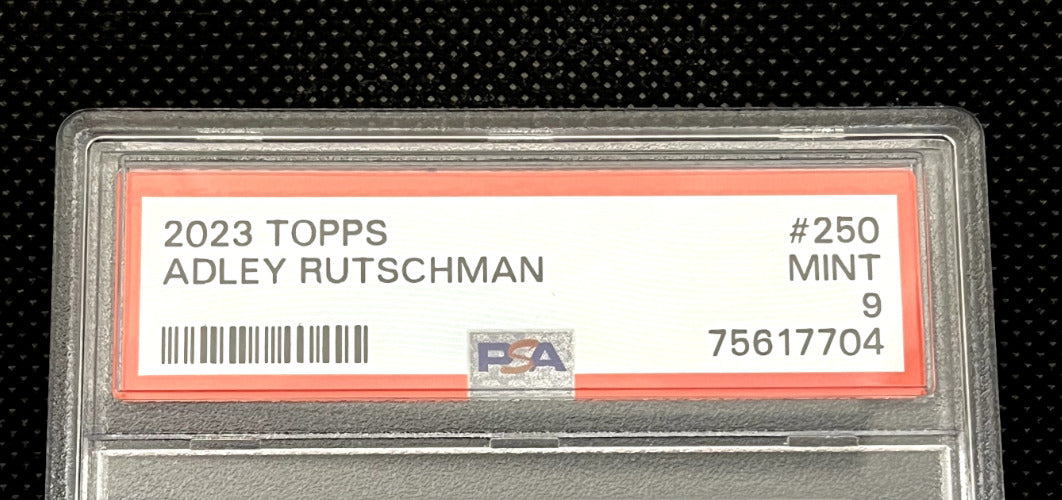 2023 TOPPS #250
ADLEY RUTSCHMAN MINT
9
PSA 75617704